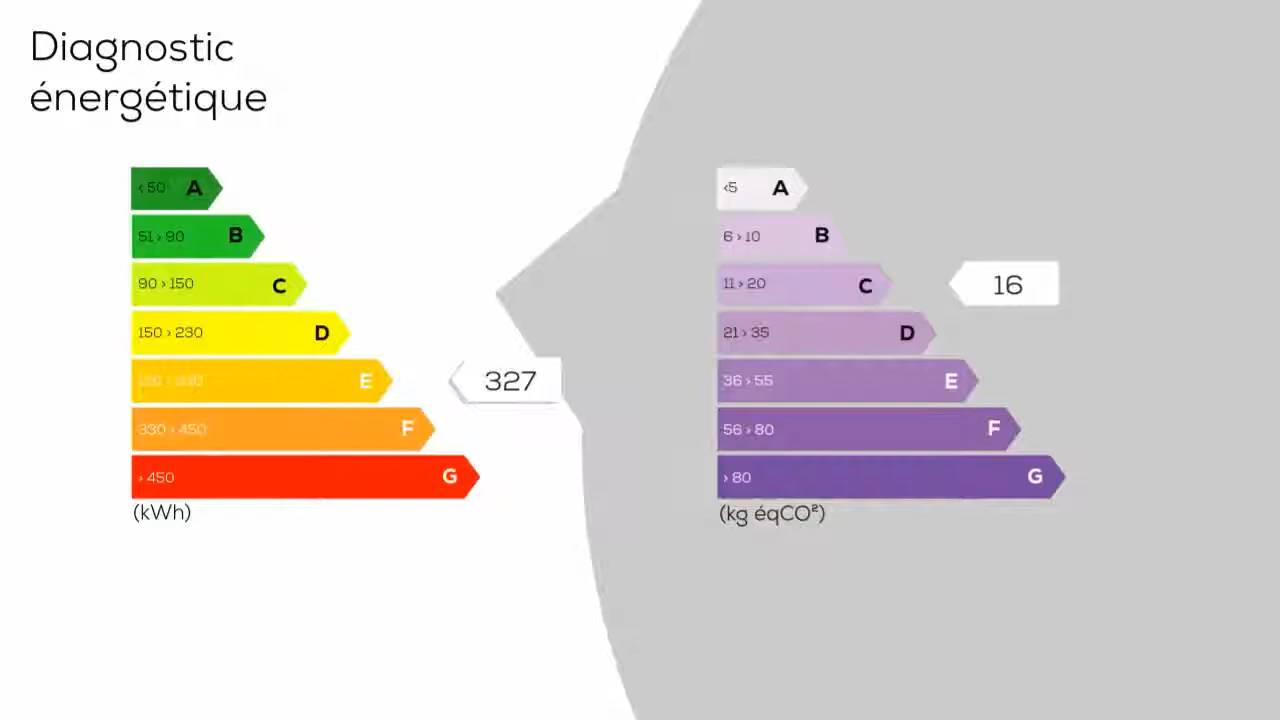 Diagnostic
énergétique
< 50 A
51 > 90 B
90 > 150 C
150 > 230 D
E
330 > 450 F
> 450 G
(kWh)
327
<5 A
6 > 10 B
11 > 20 C
21 > 35 D
36 > 55 E
56 > 80 F
> 80 G
(kg éqCO²)
16